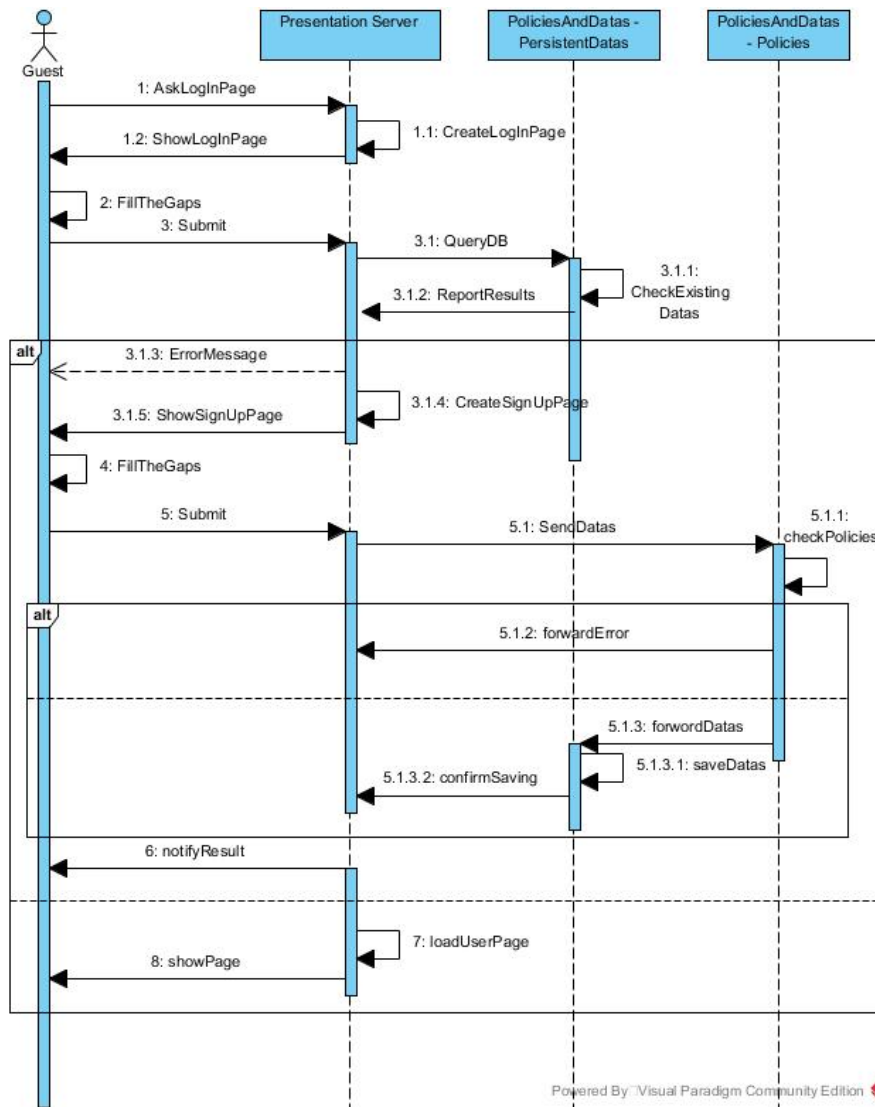 Presentation Server
PoliciesAndDatas -
PersistentDatas
PoliciesAndDatas
- Policies
Guest
1: AskLogInPage
1.1: CreateLogInPage
1.2: ShowLogInPage
2: FillTheGaps
3: Submit
3.1: QueryDB
3.1.1:
CheckExisting
Datas
3.1.2: ReportResults
alt
3.1.3: ErrorMessage
3.1.4: CreateSignUpPage
3.1.5: ShowSignUpPage
4: FillTheGaps
5: Submit
5.1: SendDatas
5.1.1:
checkPolicies
alt
5.1.2: forwardError
5.1.3: forwordDatas
5.1.3.1: saveDatas
5.1.3.2: confirmSaving
6: notifyResult
7: loadUserPage
8: showPage
Powered By Visual Paradigm Community Edition